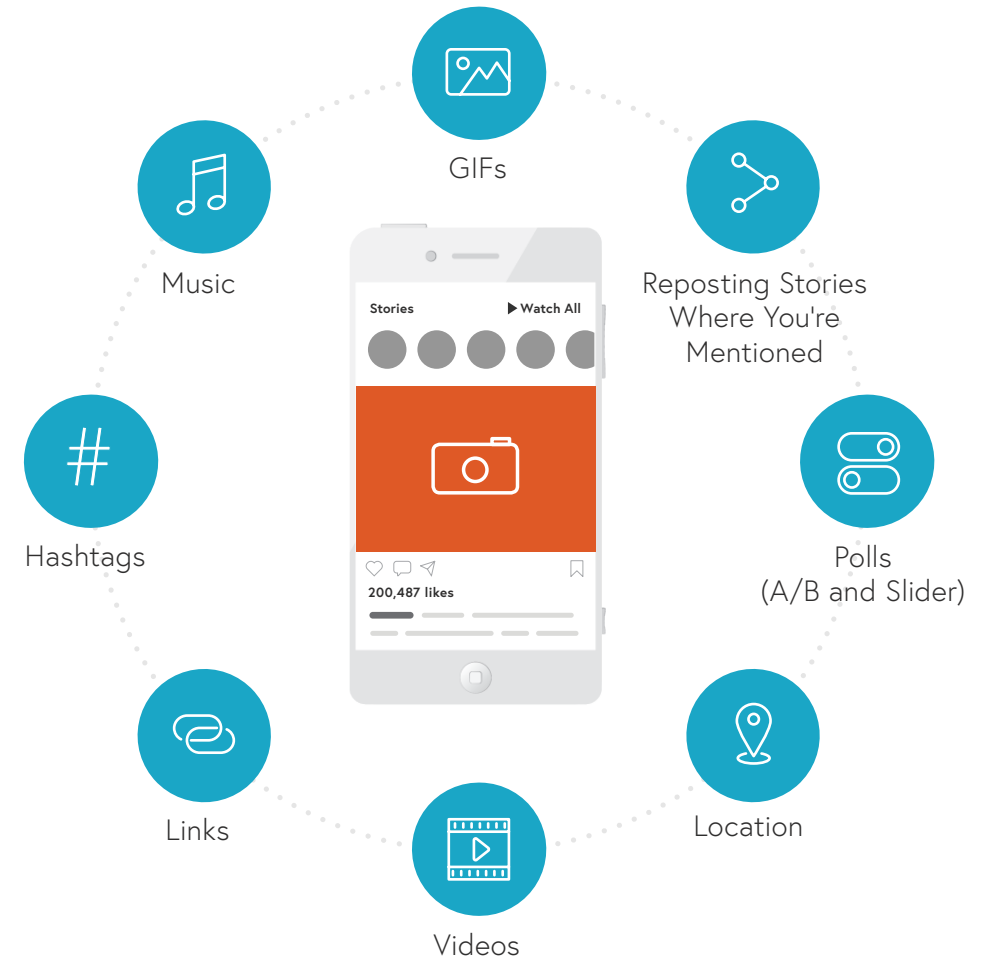 GIFs
Music
Reposting Stories
Where You're
Mentioned
Stories
Watch All
Hashtags
Polls
(A/B and Slider)
200,487 likes
Links
Location
Videos